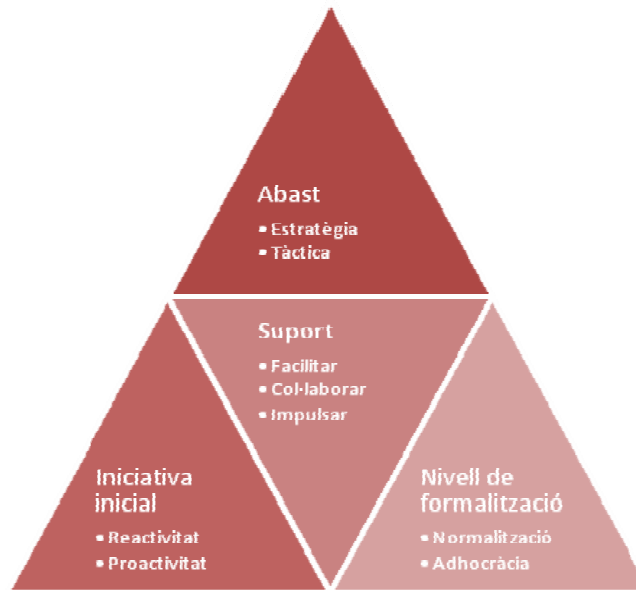 Abast
• Estratègia
• Tàctica
Suport
• Facilitar
• Col·laborar
• Impulsar
Iniciativa
inicial
• Reactivitat
• Proactivitat
Nivell de
formalització
• Normalització
• Adhocràcia